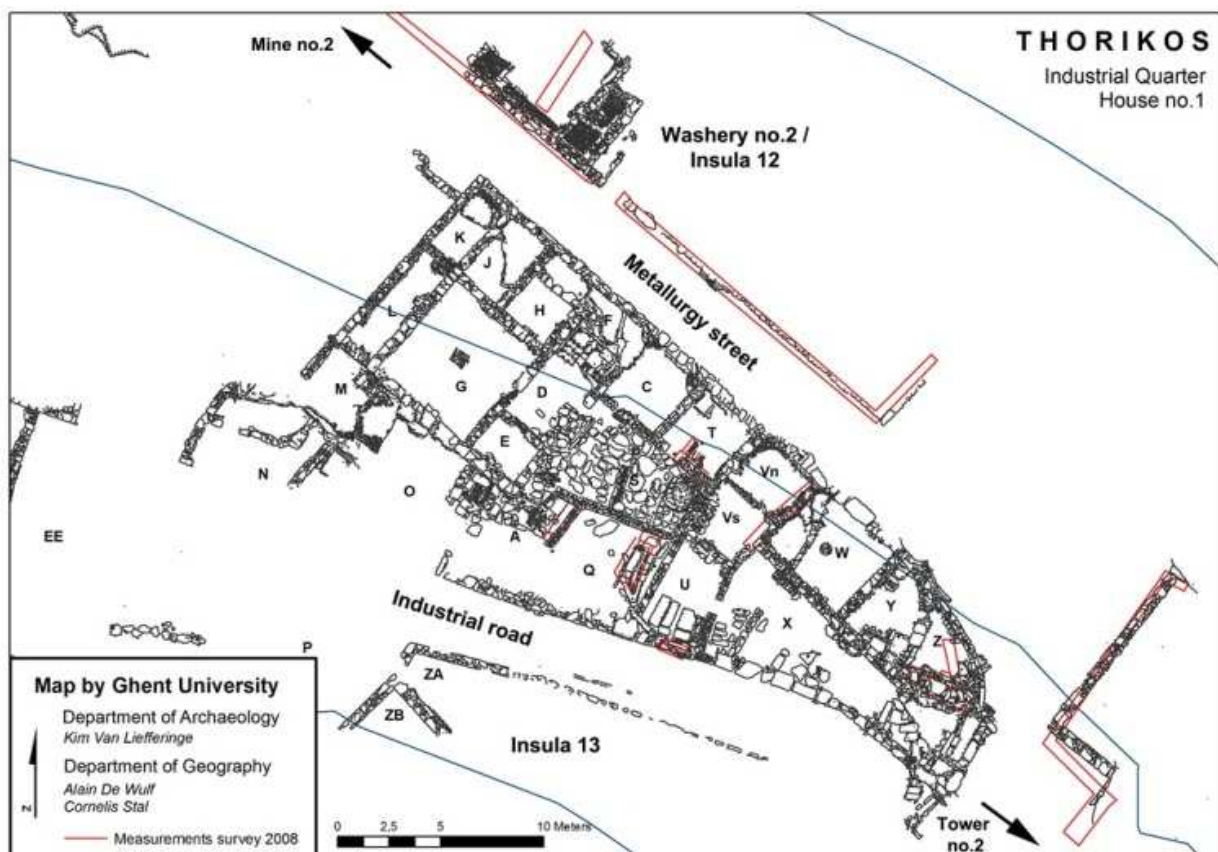 THORIKOS
Industrial Quarter
House no.1
Mine no.2
Washery no.2 /
Insula 12
Metallurgy street
K
J
L
H
F
M
G
D
C
E
T
N
O
S
Vn
EE
A
Vs
W
Q
U
Y
X
Z
Industrial road
P
ZA
ZB
Insula 13
Tower
no.2
Map by Ghent University
Department of Archaeology
Kim Van Liefferinge
Department of Geography
Alain De Wulf
Cornelis Stal
N
Measurements survey 2008
0 2,5 5 10 Meters